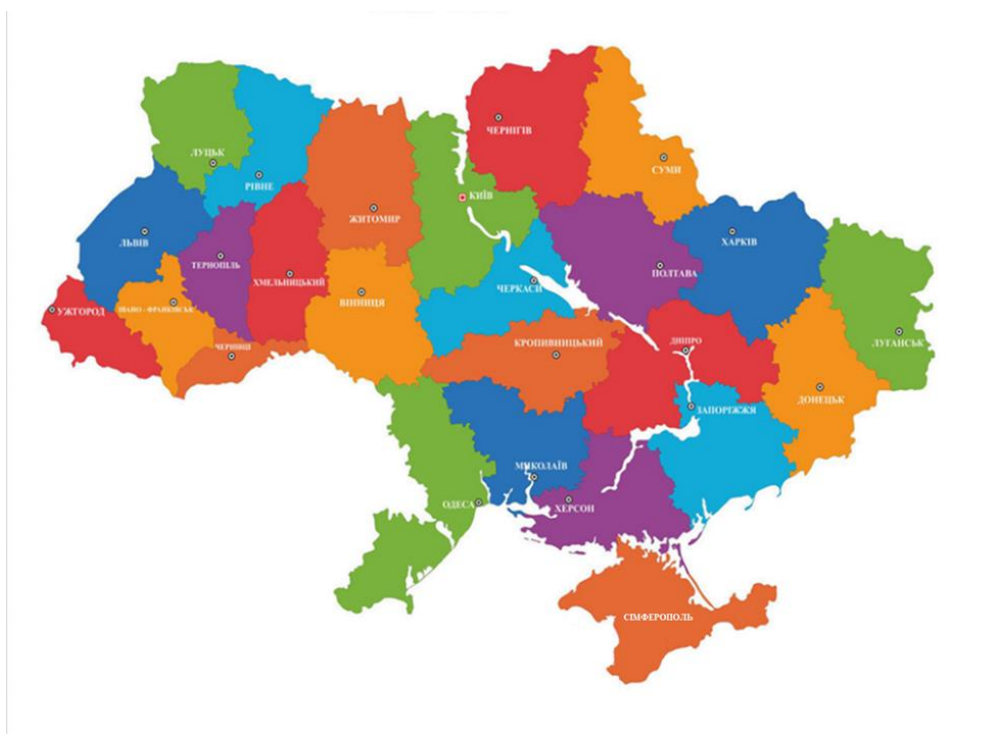 ЧЕРНІГІВ
ЛУЦЬК
СУМИ
РІВНЕ
КИЇВ
ЖИТОМИР
ЛЬВІВ
ХАРКІВ
ТЕРНОПІЛЬ
ПОЛТАВА
ХМЕЛЬНИЦЬКИЙ
ЧЕРКАСИ
ВІННИЦЯ
УЖГОРОД
ІВАНО - ФРАНКІВСЬК
КРОПИВНИЦЬКИЙ
ДНІПРО
ЛУГАНСЬК
ЧЕРНІВЦІ
ДОНЕЦЬК
ЗАПОРІЖЖЯ
МИКОЛАЇВ
ОДЕСА
ХЕРСОН
СІМФЕРОПОЛЬ